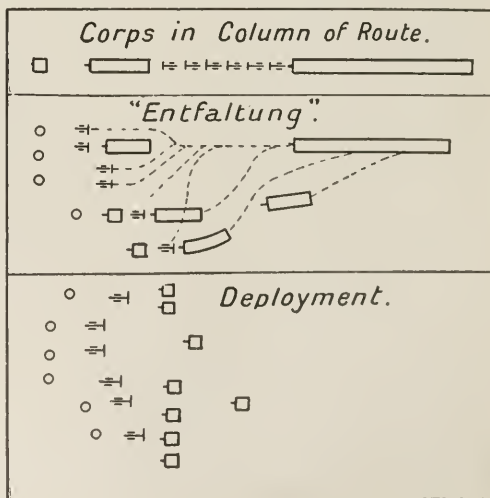 Corps in Column of Route.
"Entfaltung".
Deployment.